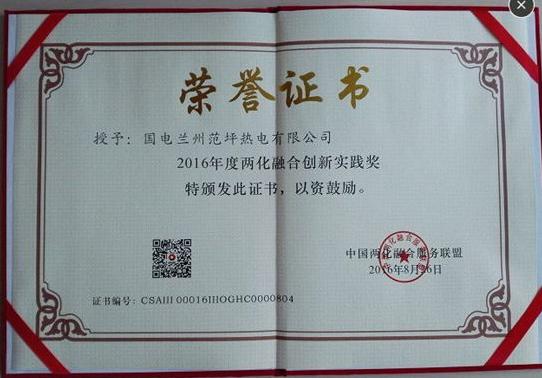 荣誉证书
授予：国电兰州范坪热电有限公司
2016年度两化融合创新实践奖
特颁发此证书，以资鼓励。
中国两化融合服务联盟
2016年8月26日
证书编号：CSAIII 00016IIIOGHC0000804